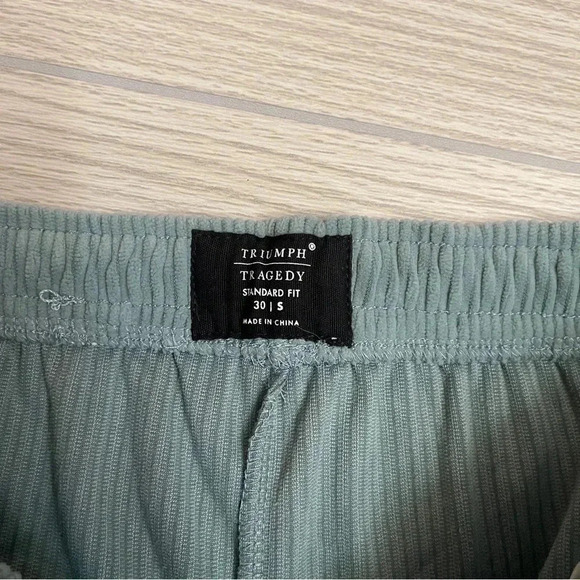 TRIUMPH®
TRAGEDY
STANDARD FIT
30 | S
MADE IN CHINA